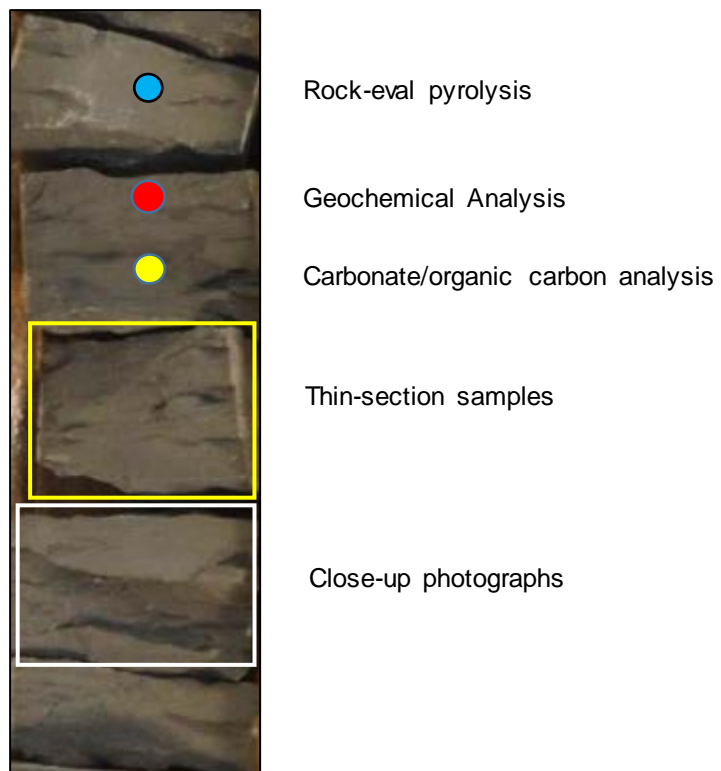 Rock-eval pyrolysis
Geochemical Analysis
Carbonate/organic carbon analysis
Thin-section samples
Close-up photographs